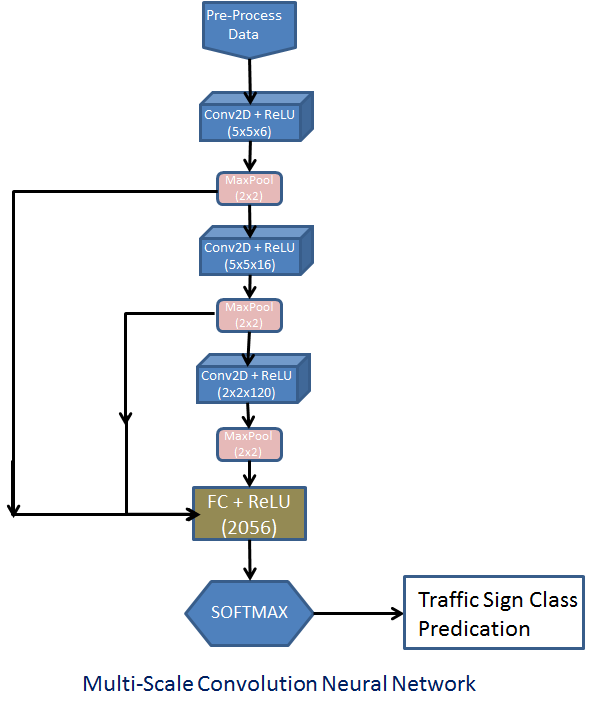 Pre-Process
Data
Conv2D + ReLU
(5x5x6)
MaxPool
(2x2)
Conv2D + ReLU
(5x5x16)
MaxPool
(2x2)
Conv2D + ReLU
(2x2x120)
MaxPool
(2x2)
FC + ReLU
(2056)
SOFTMAX
Traffic Sign Class
Predication
Multi-Scale Convolution Neural Network